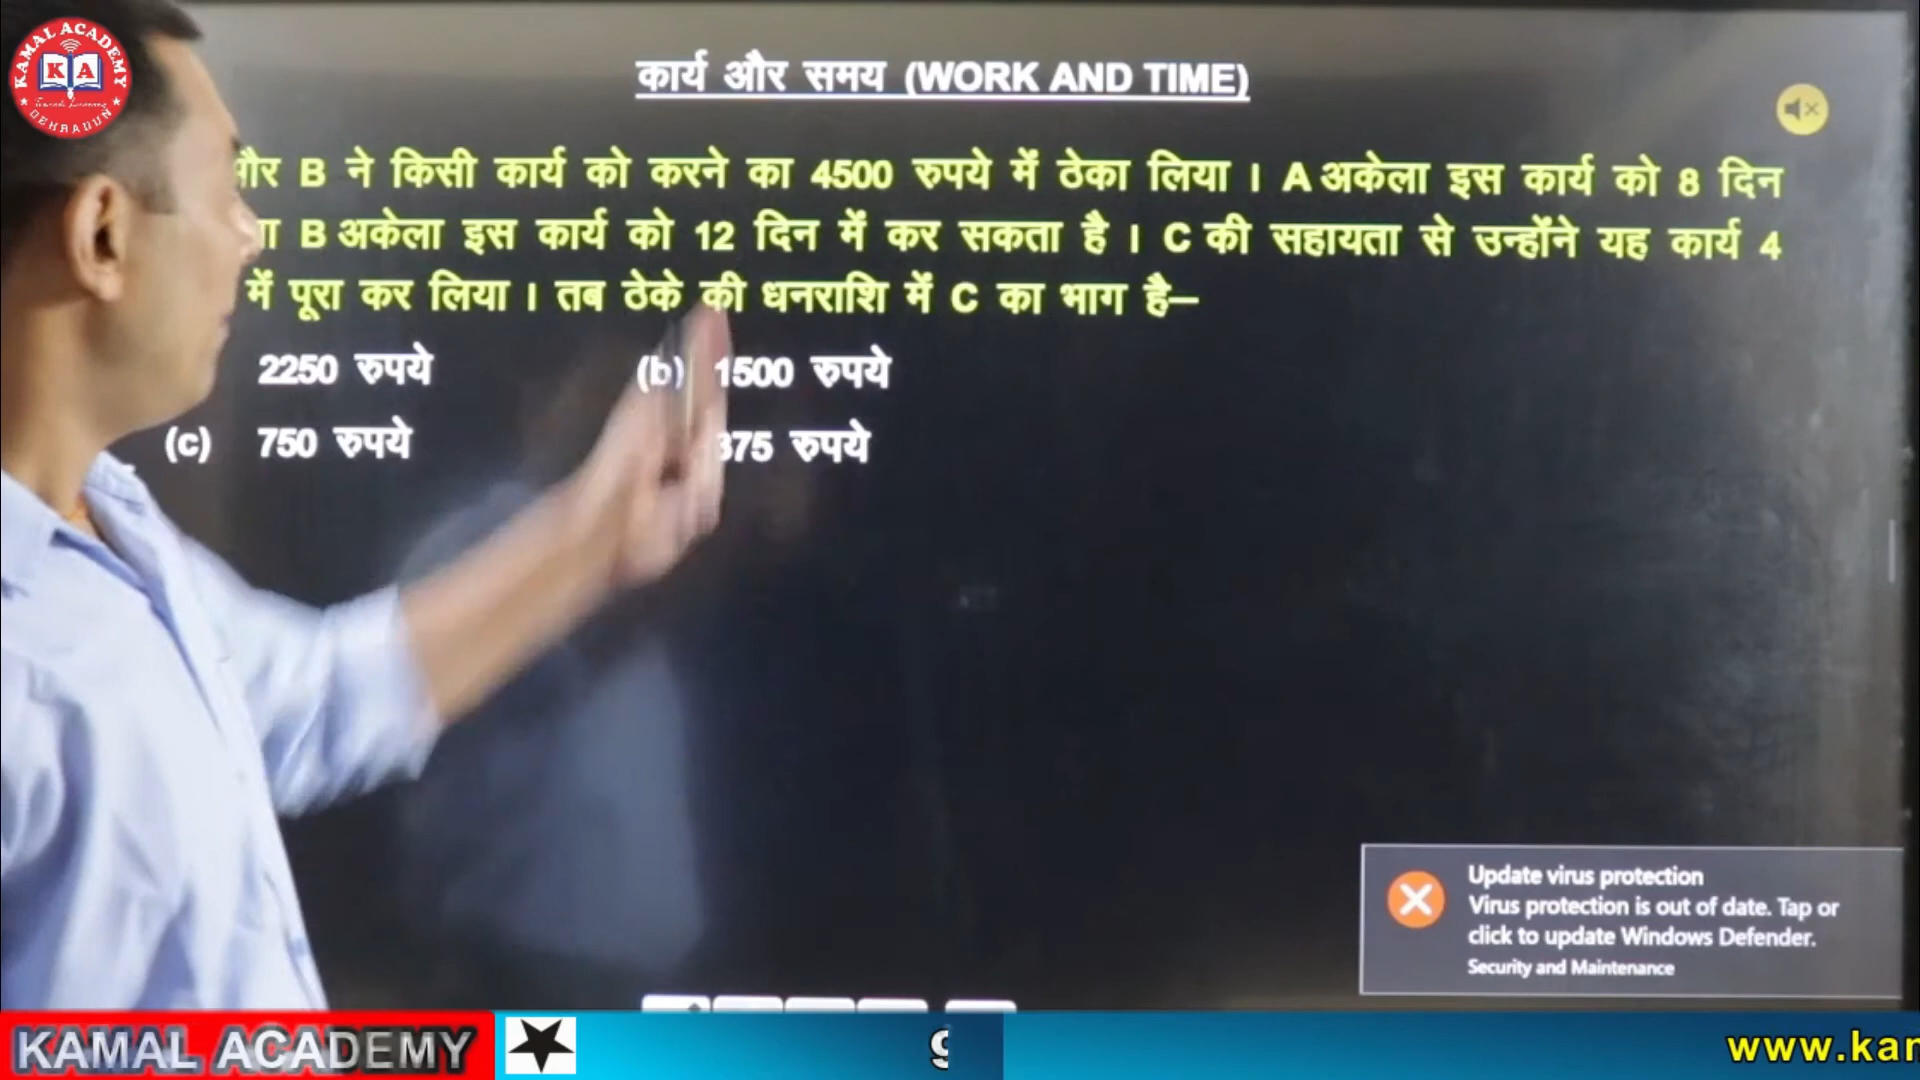 KAMAL ACADEMY
K A
DEHRADUN
कार्य और समय (WORK AND TIME)
और B ने किसी कार्य को करने का 4500 रुपये में ठेका लिया । A अकेला इस कार्य को 8 दिन
B अकेला इस कार्य को 12 दिन में कर सकता है । C की सहायता से उन्होंने यह कार्य 4
में पूरा कर लिया । तब ठेके की धनराशि में C का भाग है–
2250 रुपये (b) 1500 रुपये
(c) 750 रुपये 375 रुपये
Update virus protection
Virus protection is out of date. Tap or
click to update Windows Defender.
Security and Maintenance
KAMAL ACADEMY 9 www.kam